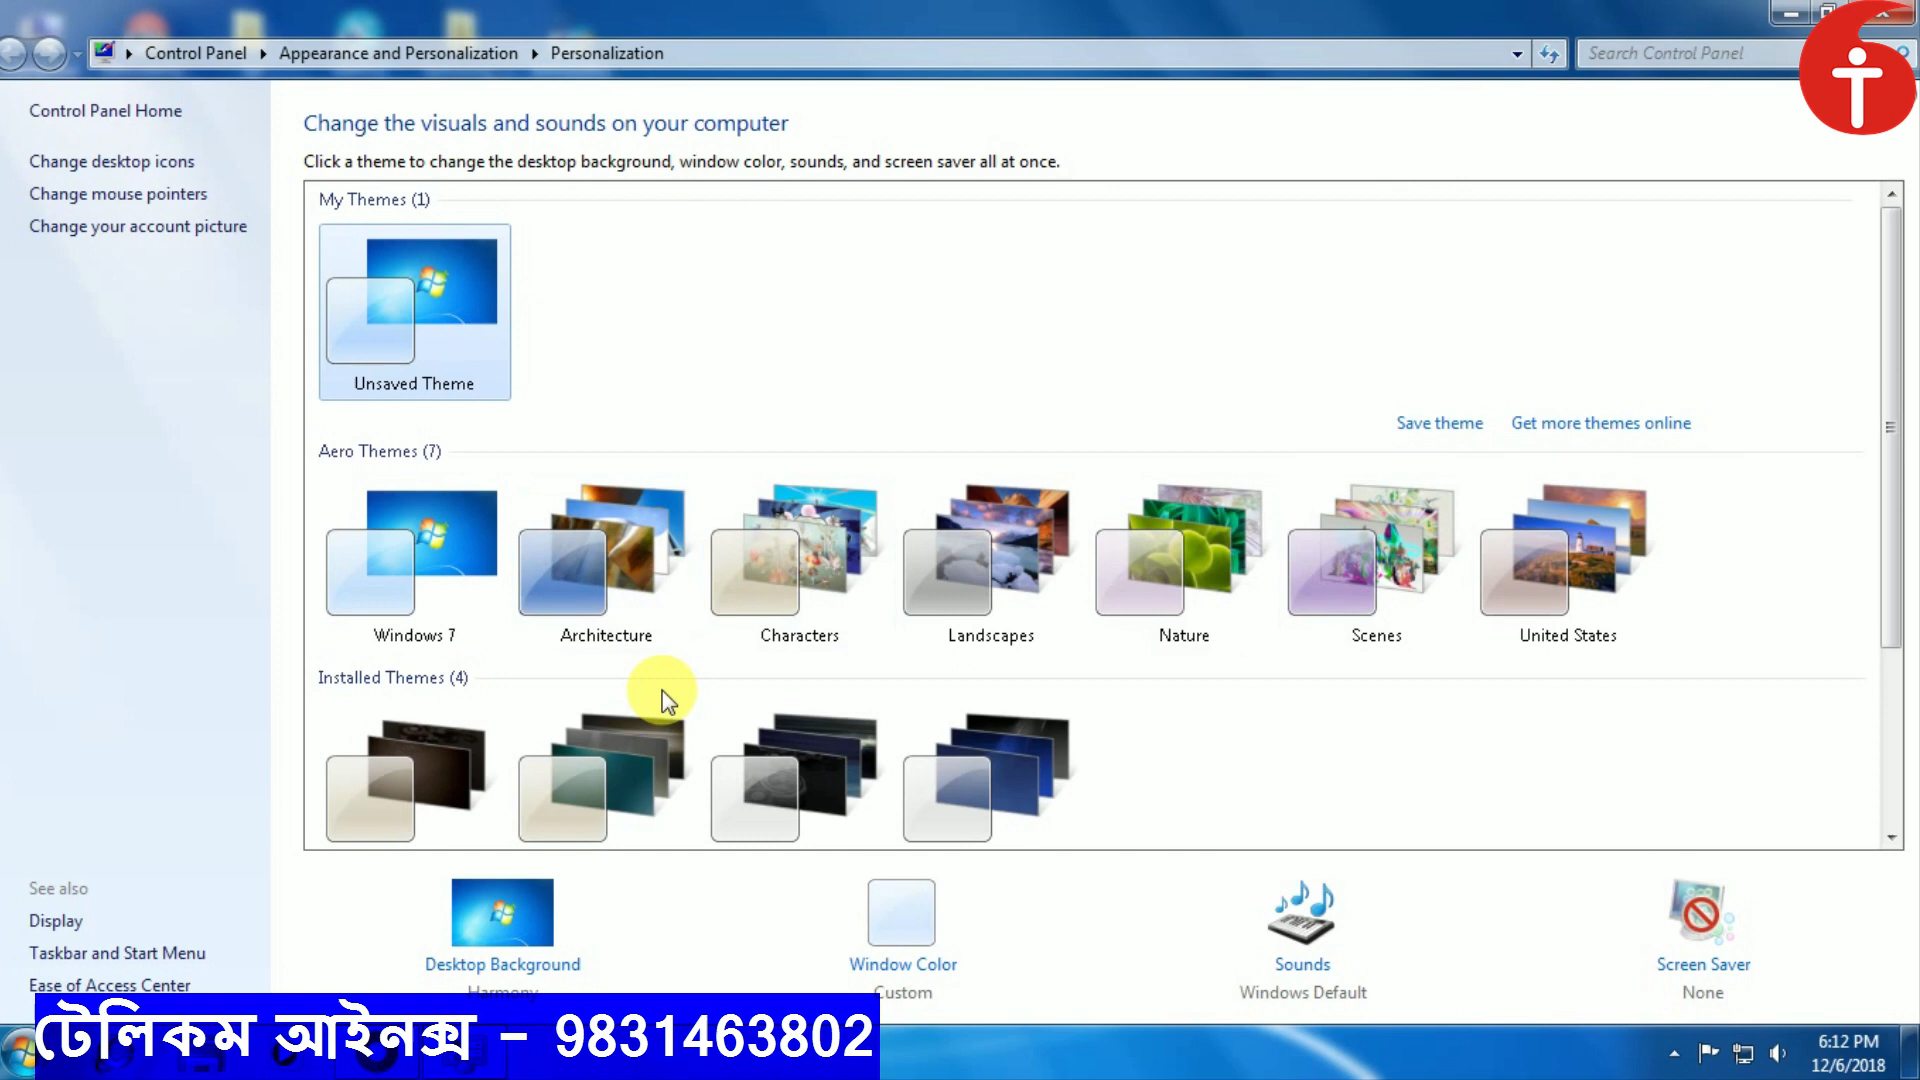 Control Panel
Appearance and Personalization
Personalization
Search Control Panel
Control Panel Home
Change desktop icons
Change mouse pointers
Change your account picture
Change the visuals and sounds on your computer
Click a theme to change the desktop background, window color, sounds, and screen saver all at once.
My Themes (1)
Unsaved Theme
Save theme
Get more themes online
Aero Themes (7)
Windows 7
Architecture
Characters
Landscapes
Nature
Scenes
United States
Installed Themes (4)
See also
Display
Taskbar and Start Menu
Ease of Access Center
Desktop Background
Harmony
Window Color
Custom
Sounds
Windows Default
Screen Saver
None
টেলিকম আইনক্স - 9831463802
6:12 PM
12/6/2018